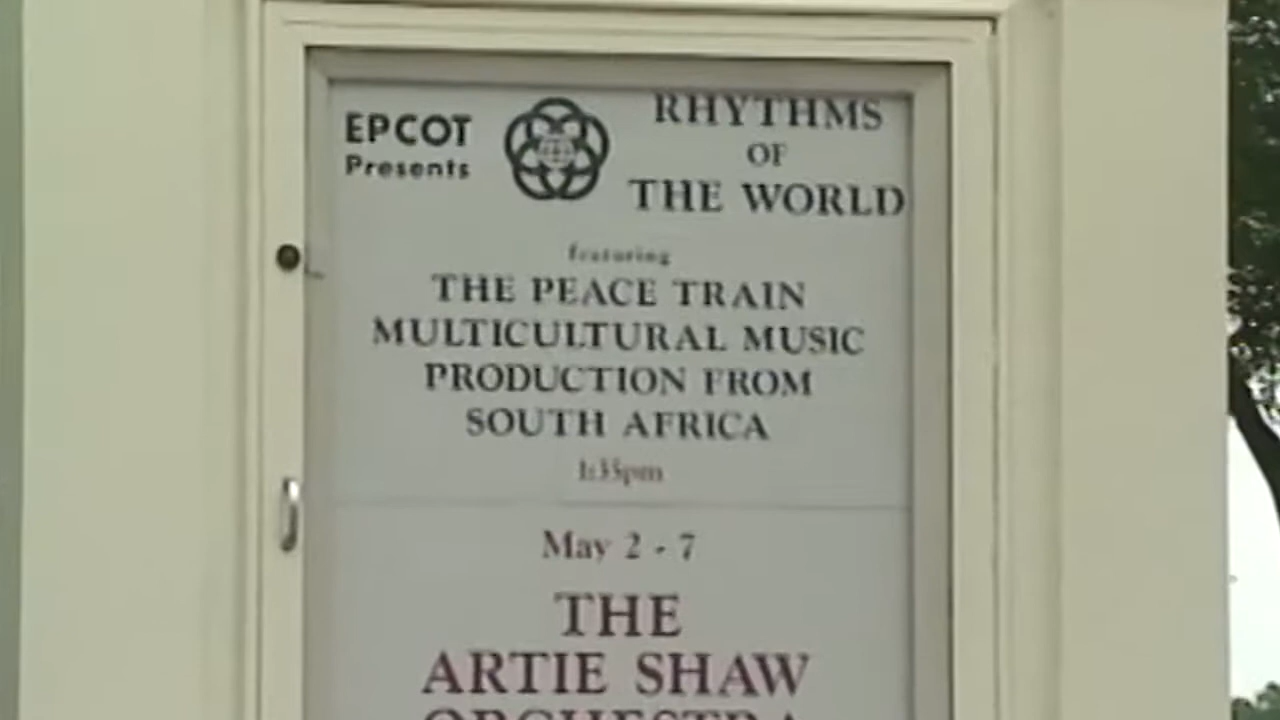 EPCOT
Presents
RHYTHMS
OF
THE WORLD
featuring
THE PEACE TRAIN
MULTICULTURAL MUSIC
PRODUCTION FROM
SOUTH AFRICA
1:35pm
May 2 - 7
THE
ARTIE SHAW
ORCHESTRA